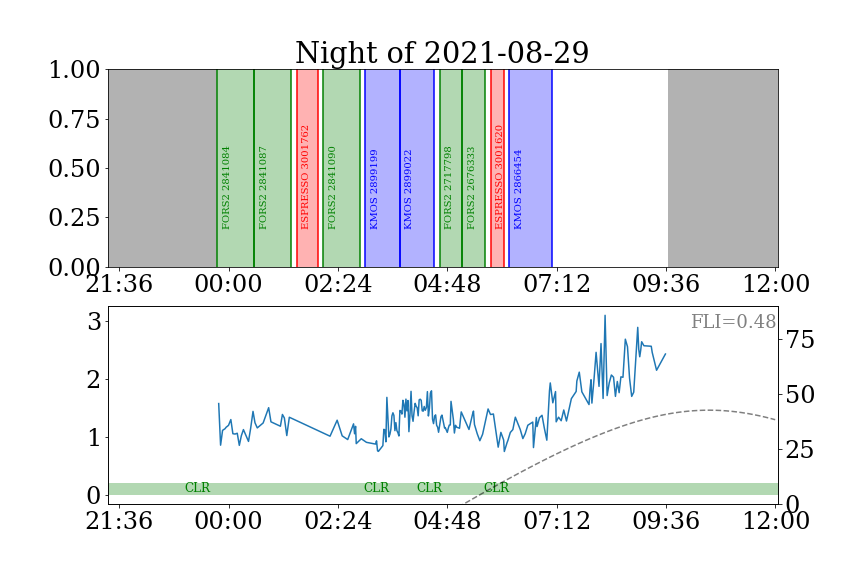 Night of 2021-08-29
1.00
0.75
0.50
0.25
0.00
FORS2 2841084
FORS2 2841087
ESPRESSO 3001762
FORS2 2841090
KMOS 2899199
KMOS 2899022
FORS2 2717798
FORS2 2676333
ESPRESSO 3001620
KMOS 2866454
21:36 00:00 02:24 04:48 07:12 09:36 12:00
FLI=0.48
3
2
1
0
75
50
25
0
CLR CLR CLR CLR
21:36 00:00 02:24 04:48 07:12 09:36 12:00